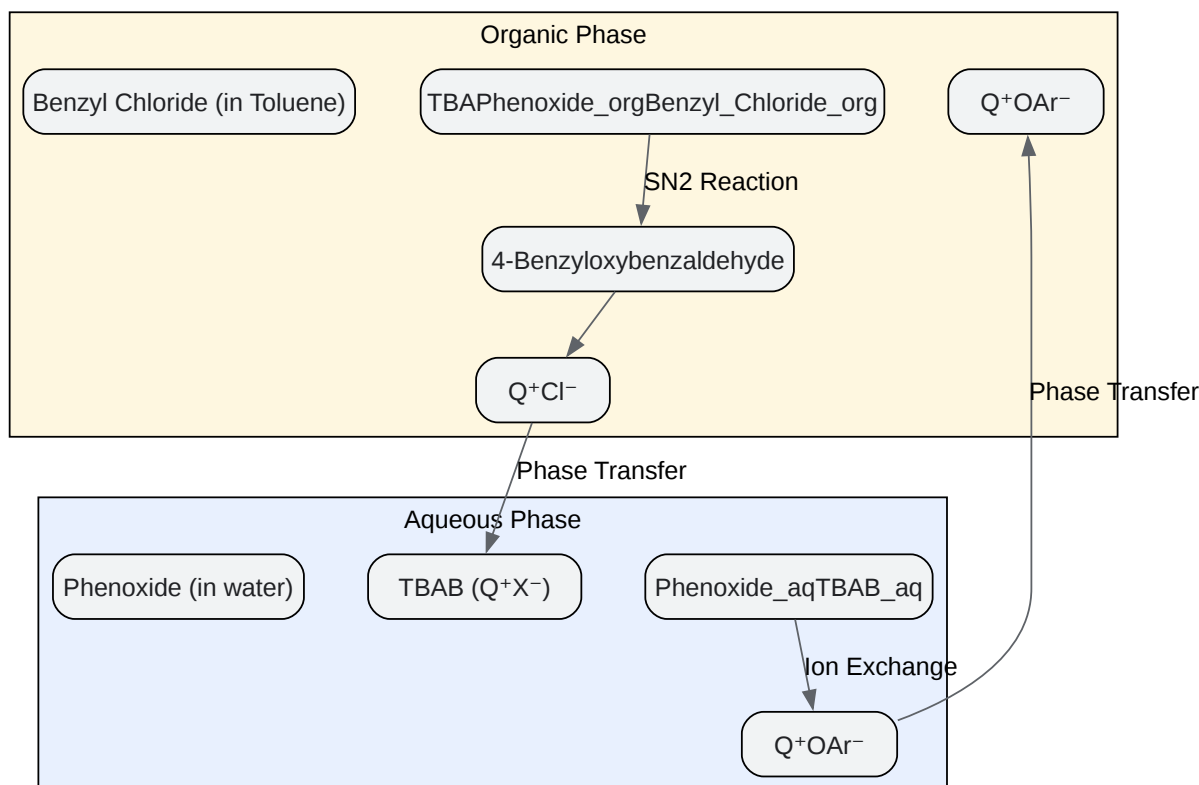 Organic Phase
Benzyl Chloride (in Toluene)
TBAPhenoxide_orgBenzyl_Chloride_org
Q⁺OAr⁻
SN2 Reaction
4-Benzyloxybenzaldehyde
Q⁺Cl⁻
Phase Transfer
Phase Transfer
Aqueous Phase
Phenoxide (in water)
TBAB (Q⁺X⁻)
Phenoxide_aqTBAB_aq
Ion Exchange
Q⁺OAr⁻